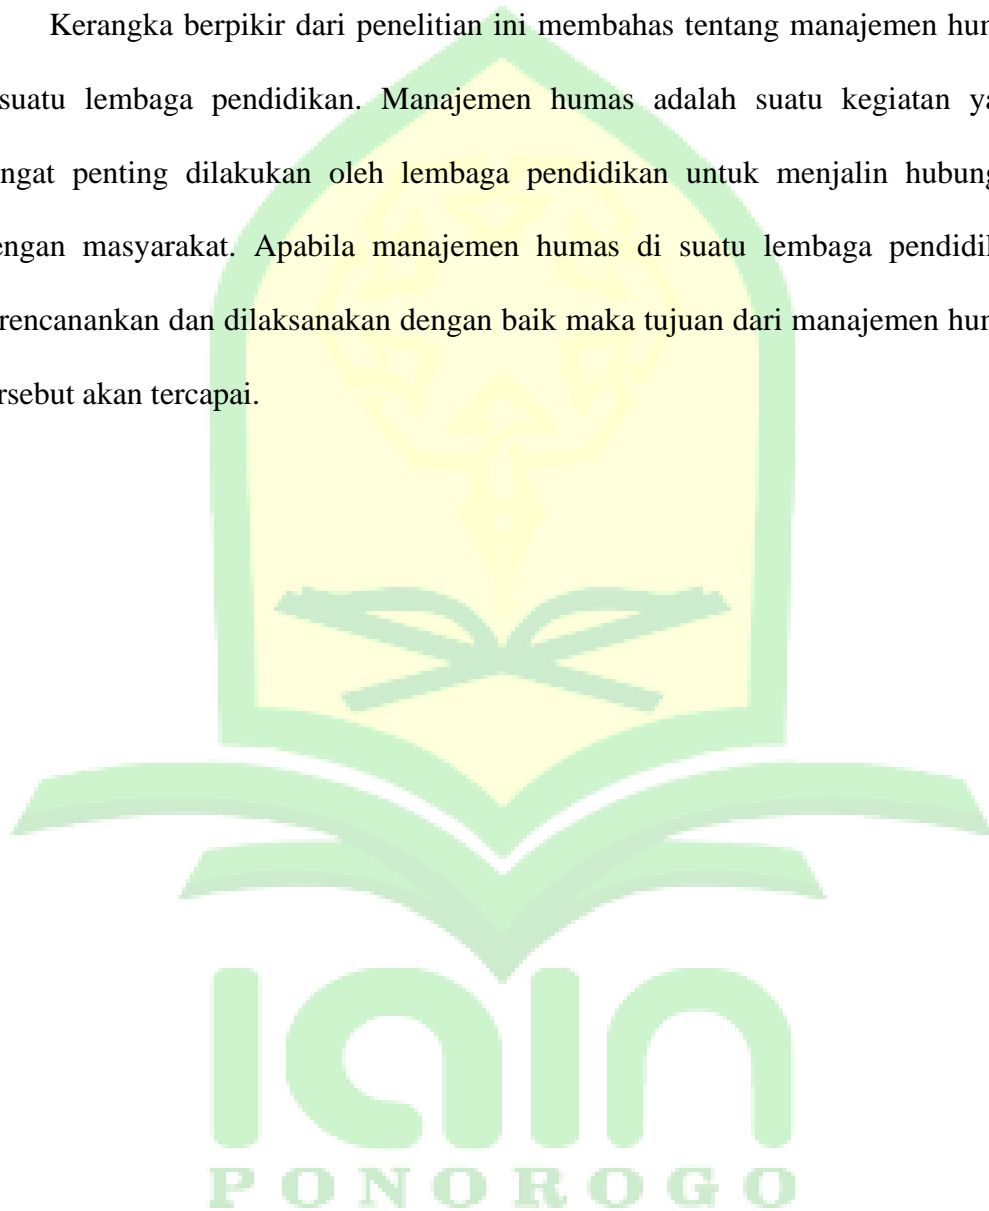 Kerangka berpikir dari penelitian ini membahas tentang manajemen hum
suatu lembaga pendidikan. Manajemen humas adalah suatu kegiatan ya
ngat penting dilakukan oleh lembaga pendidikan untuk menjalin hubung
engan masyarakat. Apabila manajemen humas di suatu lembaga pendidik
rencanankan dan dilaksanakan dengan baik maka tujuan dari manajemen hum
rsebut akan tercapai.
iain
PONOROGO